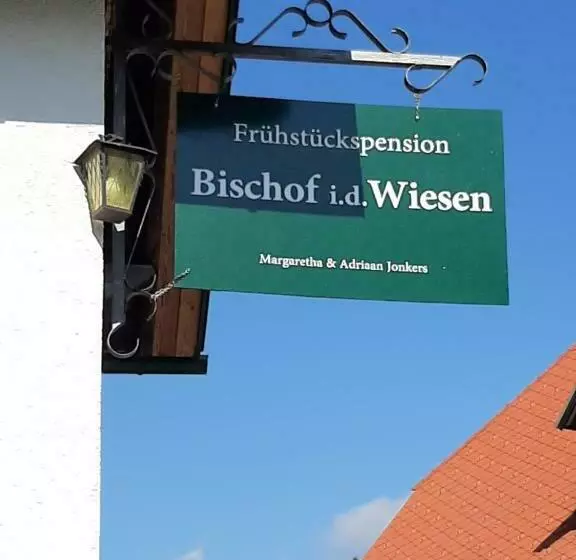 Frühstückspension
Bischof i.d.Wiesen
Margaretha & Adriaan Jonkers